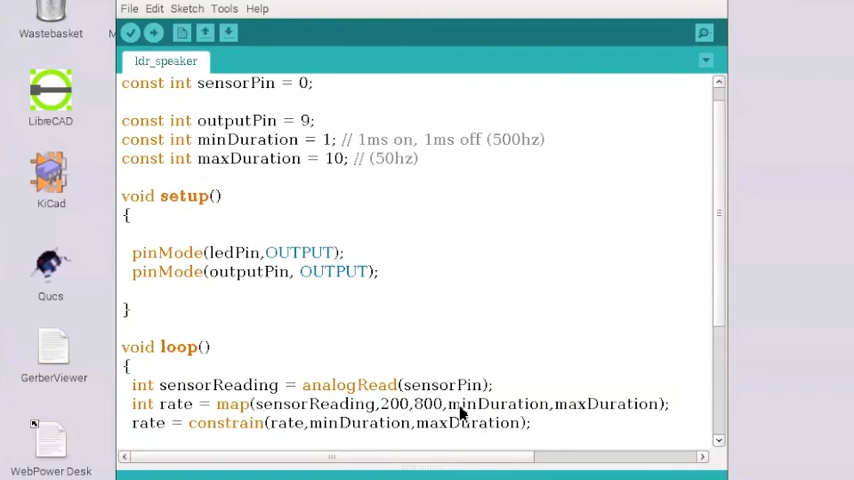 File Edit Sketch Tools Help
Wastebasket
ldr_speaker
const int sensorPin = 0;
const int outputPin = 9;
const int minDuration = 1; // 1ms on, 1ms off (500hz)
const int maxDuration = 10; // (50hz)
void setup()
{
pinMode(ledPin,OUTPUT);
pinMode(outputPin, OUTPUT);
}
void loop()
{
int sensorReading = analogRead(sensorPin);
int rate = map(sensorReading,200,800,minDuration,maxDuration);
rate = constrain(rate,minDuration,maxDuration);
LibreCAD
KiCad
Qucs
GerberViewer
WebPower Desk